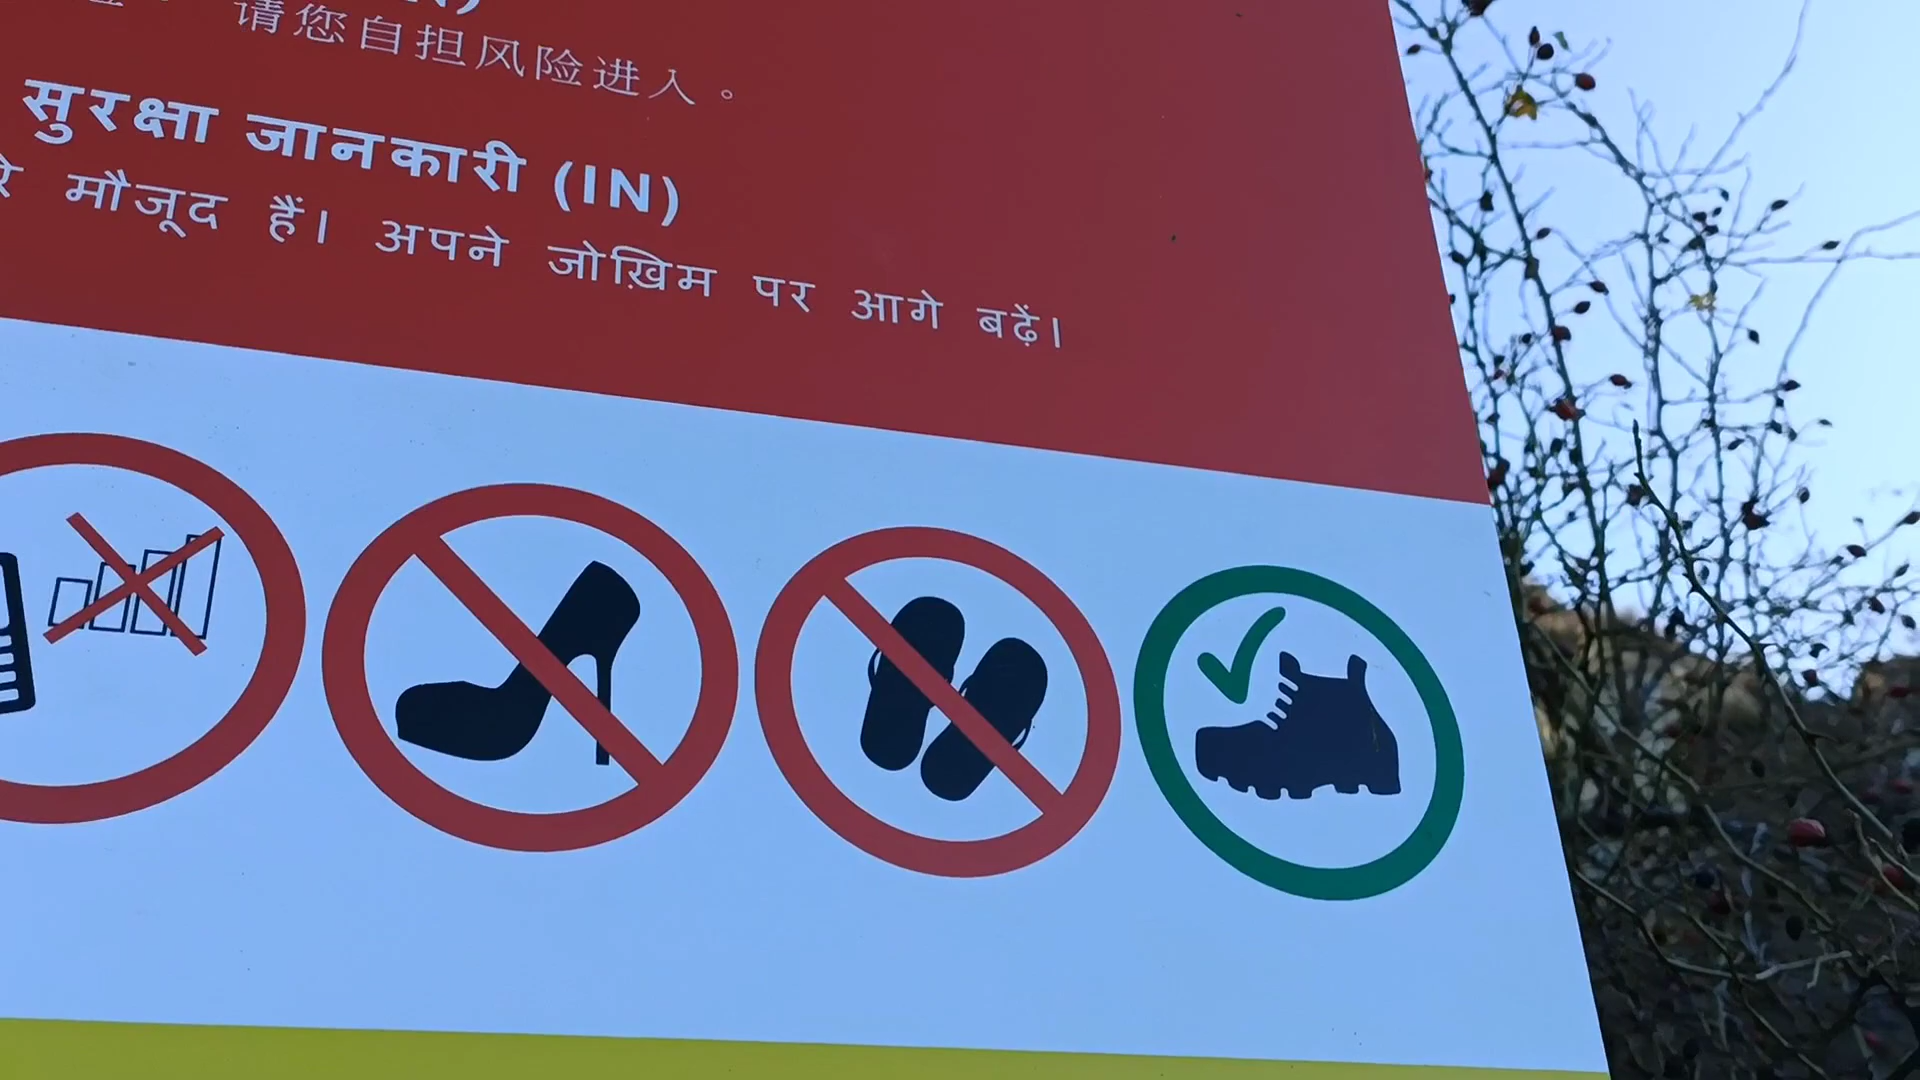 请您自担风险进入。
सुरक्षा जानकारी (IN)
मौजूद हैं। अपने जोख़िम पर आगे बढ़ें।